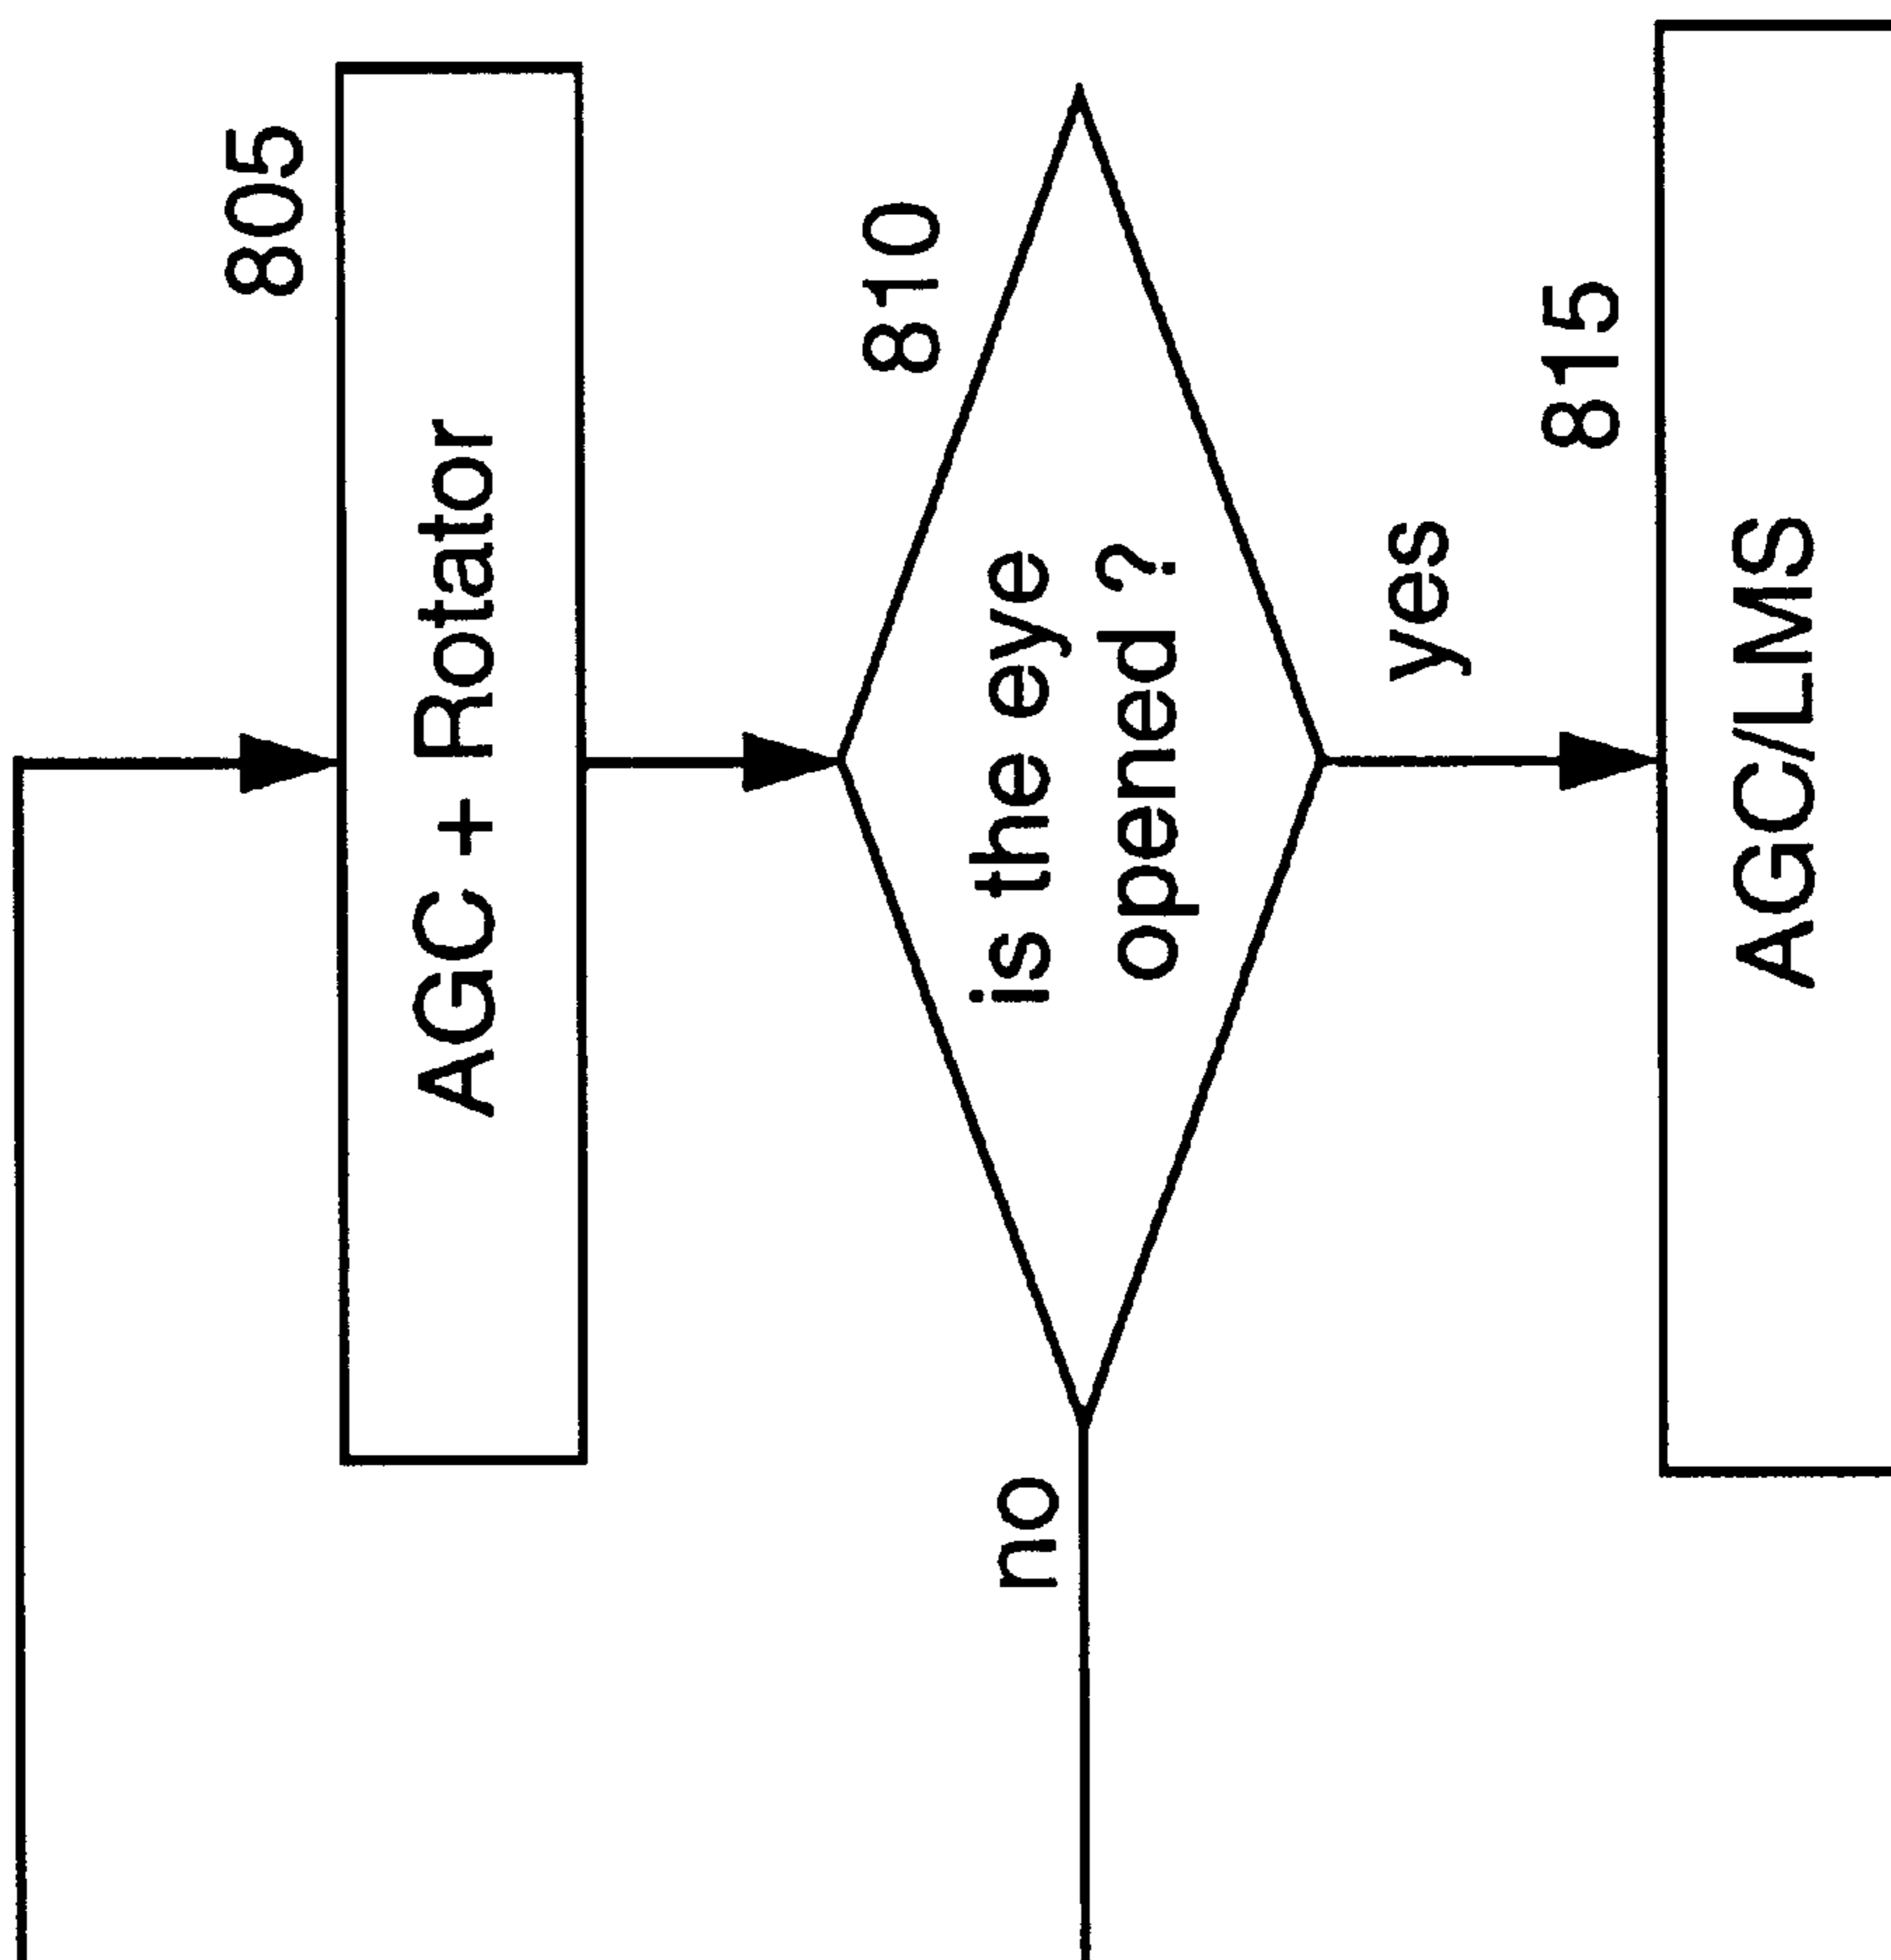 805
AGC + Rotator
810
is the eye
opened ?
no
yes
815
AGC/LMS